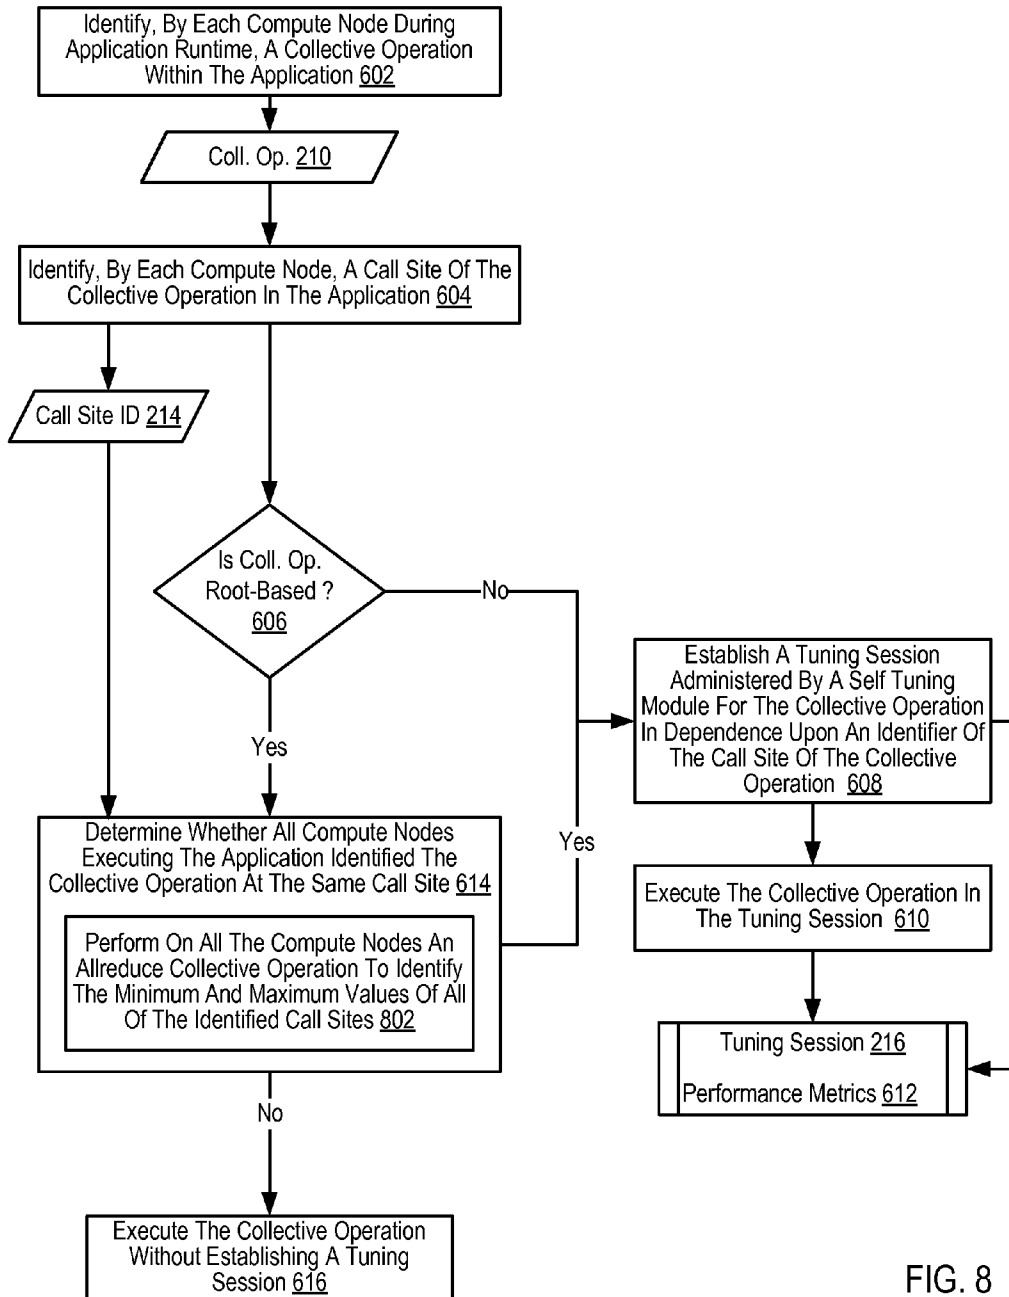 Identify, By Each Compute Node During
Application Runtime, A Collective Operation
Within The Application 602
Coll. Op. 210
Identify, By Each Compute Node, A Call Site Of The
Collective Operation In The Application 604
Call Site ID 214
Is Coll. Op.
Root-Based ?
606
No
Yes
Establish A Tuning Session
Administered By A Self Tuning
Module For The Collective Operation
In Dependence Upon An Identifier Of
The Call Site Of The Collective
Operation 608
Determine Whether All Compute Nodes
Executing The Application Identified The
Collective Operation At The Same Call Site 614
Yes
Perform On All The Compute Nodes An
Allreduce Collective Operation To Identify
The Minimum And Maximum Values Of All
Of The Identified Call Sites 802
Execute The Collective Operation In
The Tuning Session 610
Tuning Session 216
Performance Metrics 612
No
Execute The Collective Operation
Without Establishing A Tuning
Session 616
FIG. 8